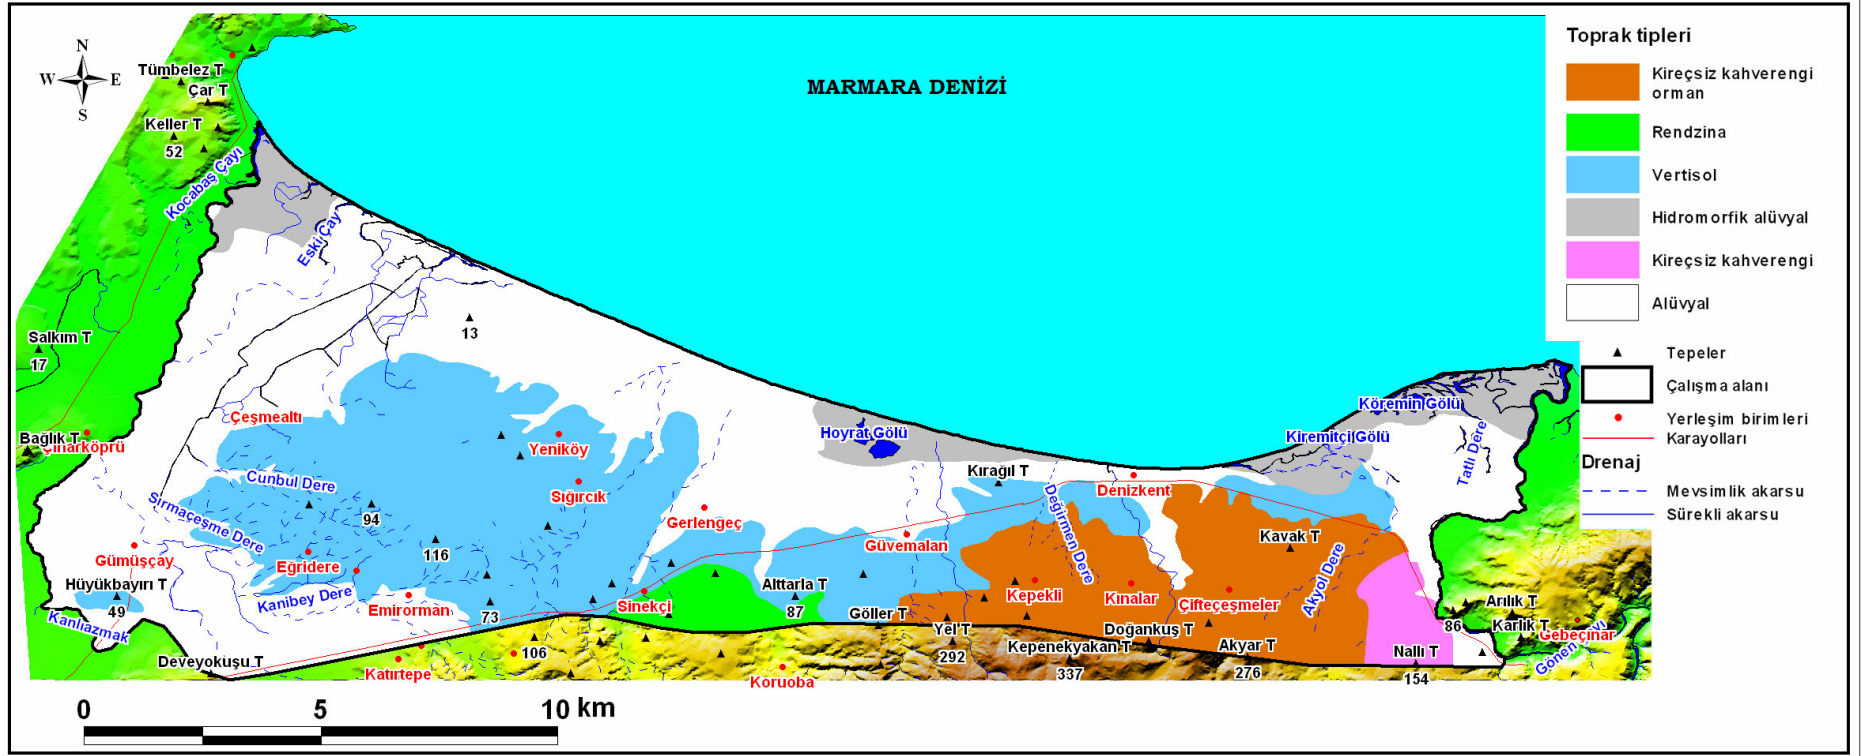 N
W E
S
MARMARA DENİZİ
Tümbelez T
Çar T
Keller T
52
Kocabaş Çayı
Eski Çay
Salkım T
17
13
Bağlık T
Çınarköprü
Çeşmealtı
Yeniköy
Cunbul Dere
Sığırcık
Sırmaçeşme Dere
94
116
Gümüşçay
Eğridere
Hüyükbayırı T
49
Kanibey Dere
Emirorman
73
Kanlıazmak
Deveyokuşu T
Katırtepe
106
Gerlengeç
Sinekçi
Koruoba
Alttarla T
87
Hoyrat Gölü
Güvemalan
Göller T
Yel T
292
Kırağıl T
Değirmen Dere
Denizkent
Kepekli
Kınalar
Çifteçeşmeler
Kavak T
Akyol Dere
Kepenekyakan T
337
Doğankuş T
Akyar T
276
Nallı T
154
Köremin Gölü
Kiremitçi Gölü
Tatlı Dere
86
Arılık T
Karlık T
Gebeçınar
Gönen Çayı
0 5 10 km
Toprak tipleri
Kireçsiz kahverengi
orman
Rendzina
Vertisol
Hidromorfik alüvyal
Kireçsiz kahverengi
Alüvyal
Tepeler
Çalışma alanı
Yerleşim birimleri
Karayolları
Drenaj
Mevsimlik akarsu
Sürekli akarsu